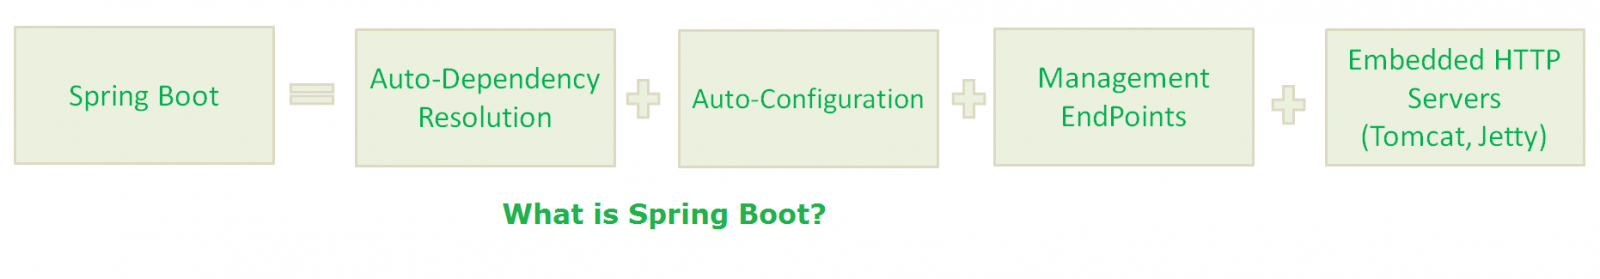 Spring Boot
Auto-Dependency
Resolution
Auto-Configuration
Management
EndPoints
Embedded HTTP
Servers
(Tomcat, Jetty)
What is Spring Boot?